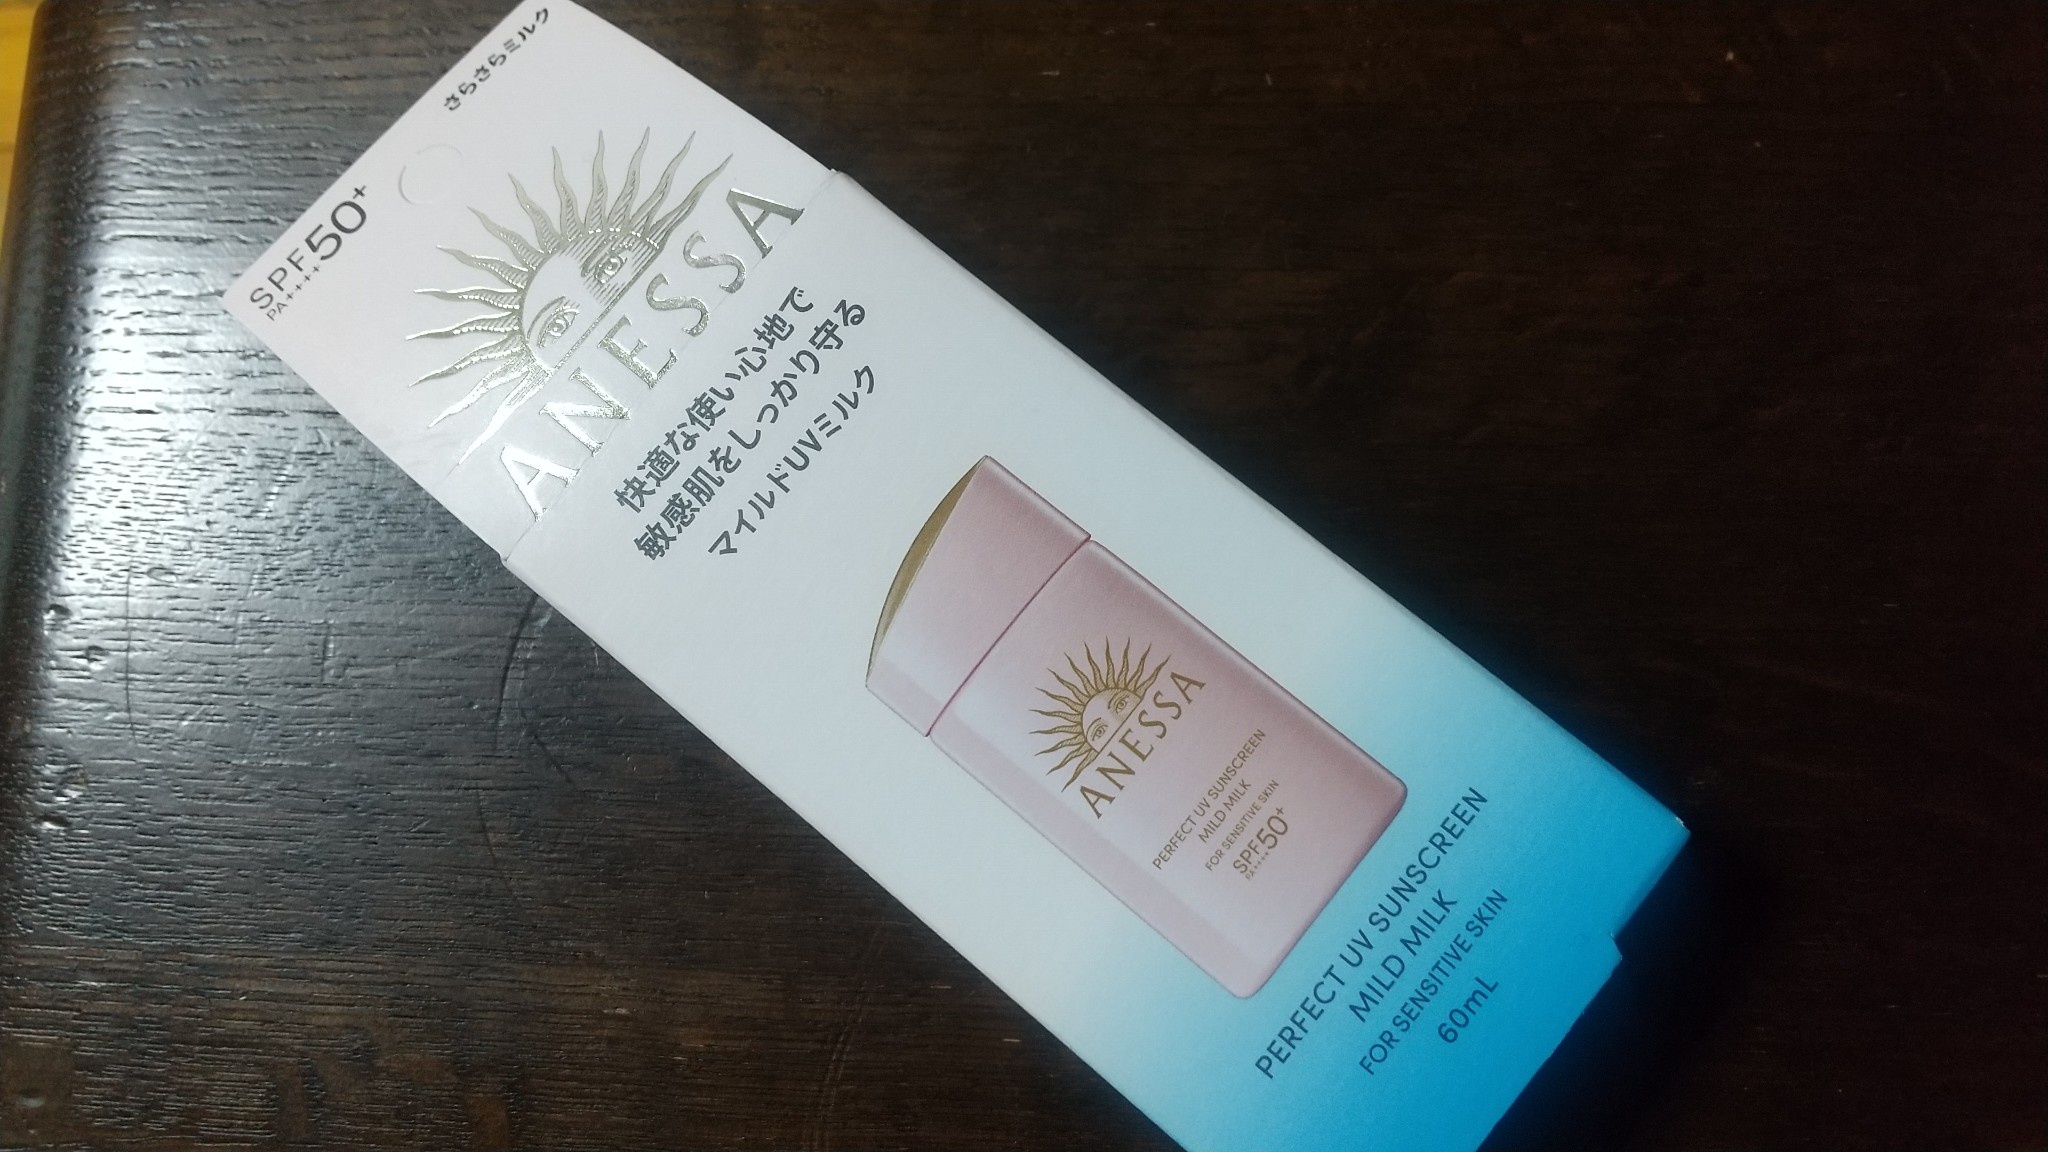 さらさらミルク
SPF50+
PA++++
ANESSA
快適な使い心地で
敏感肌をしっかり守る
マイルドUVミルク
ANESSA
PERFECT UV SUNSCREEN
MILD MILK
FOR SENSITIVE SKIN
SPF50+
PA++++
PERFECT UV SUNSCREEN
MILD MILK
FOR SENSITIVE SKIN
60mL